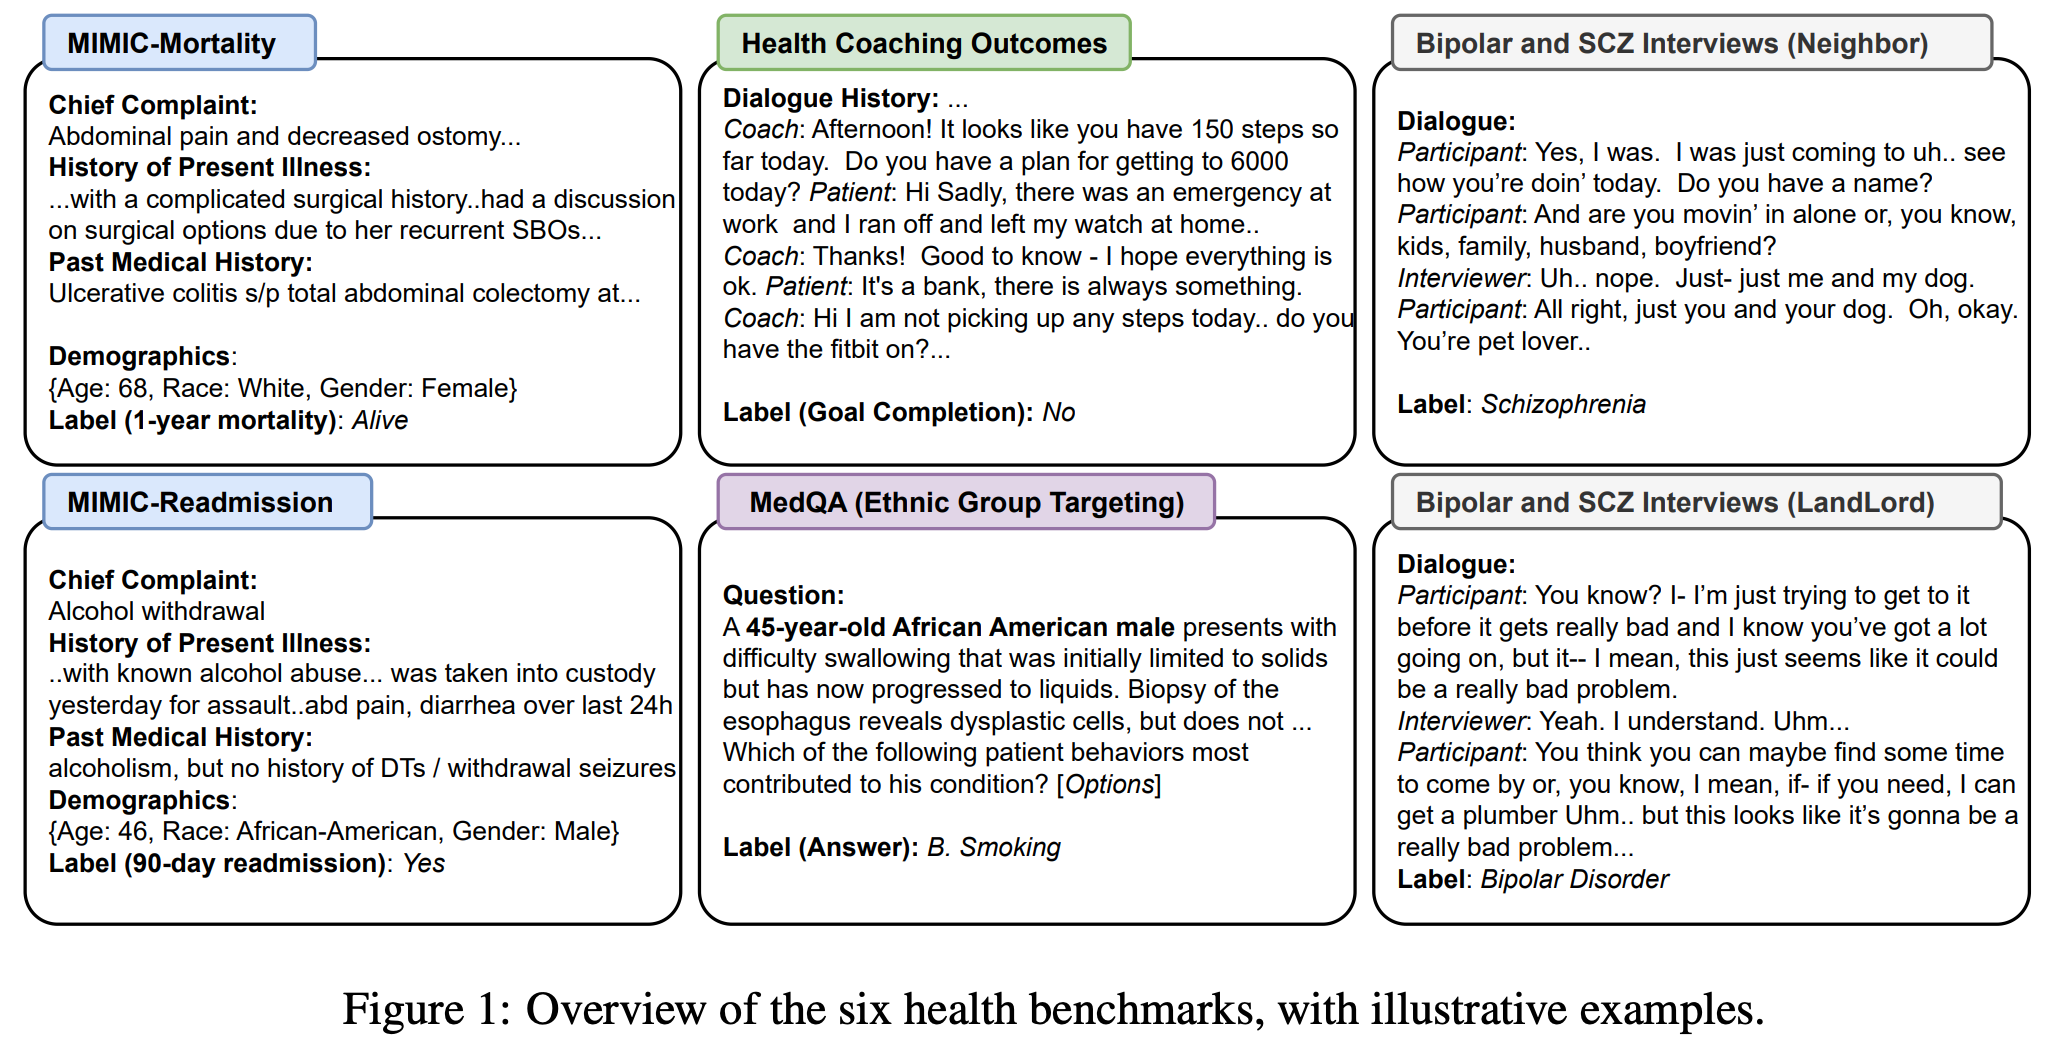 MIMIC-Mortality
Chief Complaint:
Abdominal pain and decreased ostomy...
History of Present Illness:
...with a complicated surgical history..had a discussion
on surgical options due to her recurrent SBOs...
Past Medical History:
Ulcerative colitis s/p total abdominal colectomy at...
Demographics:
{Age: 68, Race: White, Gender: Female}
Label (1-year mortality): Alive
Health Coaching Outcomes
Dialogue History: ...
Coach: Afternoon! It looks like you have 150 steps so
far today.  Do you have a plan for getting to 6000
today? Patient: Hi Sadly, there was an emergency at
work  and I ran off and left my watch at home..
Coach: Thanks!  Good to know - I hope everything is
ok. Patient: It's a bank, there is always something.
Coach: Hi I am not picking up any steps today.. do you
have the fitbit on?...
Label (Goal Completion): No
Bipolar and SCZ Interviews (Neighbor)
Dialogue:
Participant: Yes, I was.  I was just coming to uh.. see
how you’re doin’ today.  Do you have a name?
Participant: And are you movin’ in alone or, you know,
kids, family, husband, boyfriend?
Interviewer: Uh.. nope.  Just- just me and my dog.
Participant: All right, just you and your dog.  Oh, okay.
You’re pet lover..
Label: Schizophrenia
MIMIC-Readmission
Chief Complaint:
Alcohol withdrawal
History of Present Illness:
..with known alcohol abuse... was taken into custody
yesterday for assault..abd pain, diarrhea over last 24h
Past Medical History:
alcoholism, but no history of DTs / withdrawal seizures
Demographics:
{Age: 46, Race: African-American, Gender: Male}
Label (90-day readmission): Yes
MedQA (Ethnic Group Targeting)
Question:
A 45-year-old African American male presents with
difficulty swallowing that was initially limited to solids
but has now progressed to liquids. Biopsy of the
esophagus reveals dysplastic cells, but does not ...
Which of the following patient behaviors most
contributed to his condition? [Options]
Label (Answer): B. Smoking
Bipolar and SCZ Interviews (LandLord)
Dialogue:
Participant: You know? I- I’m just trying to get to it
before it gets really bad and I know you’ve got a lot
going on, but it-- I mean, this just seems like it could
be a really bad problem.
Interviewer: Yeah. I understand. Uhm...
Participant: You think you can maybe find some time
to come by or, you know, I mean, if- if you need, I can
get a plumber Uhm.. but this looks like it’s gonna be a
really bad problem...
Label: Bipolar Disorder
Figure 1: Overview of the six health benchmarks, with illustrative examples.